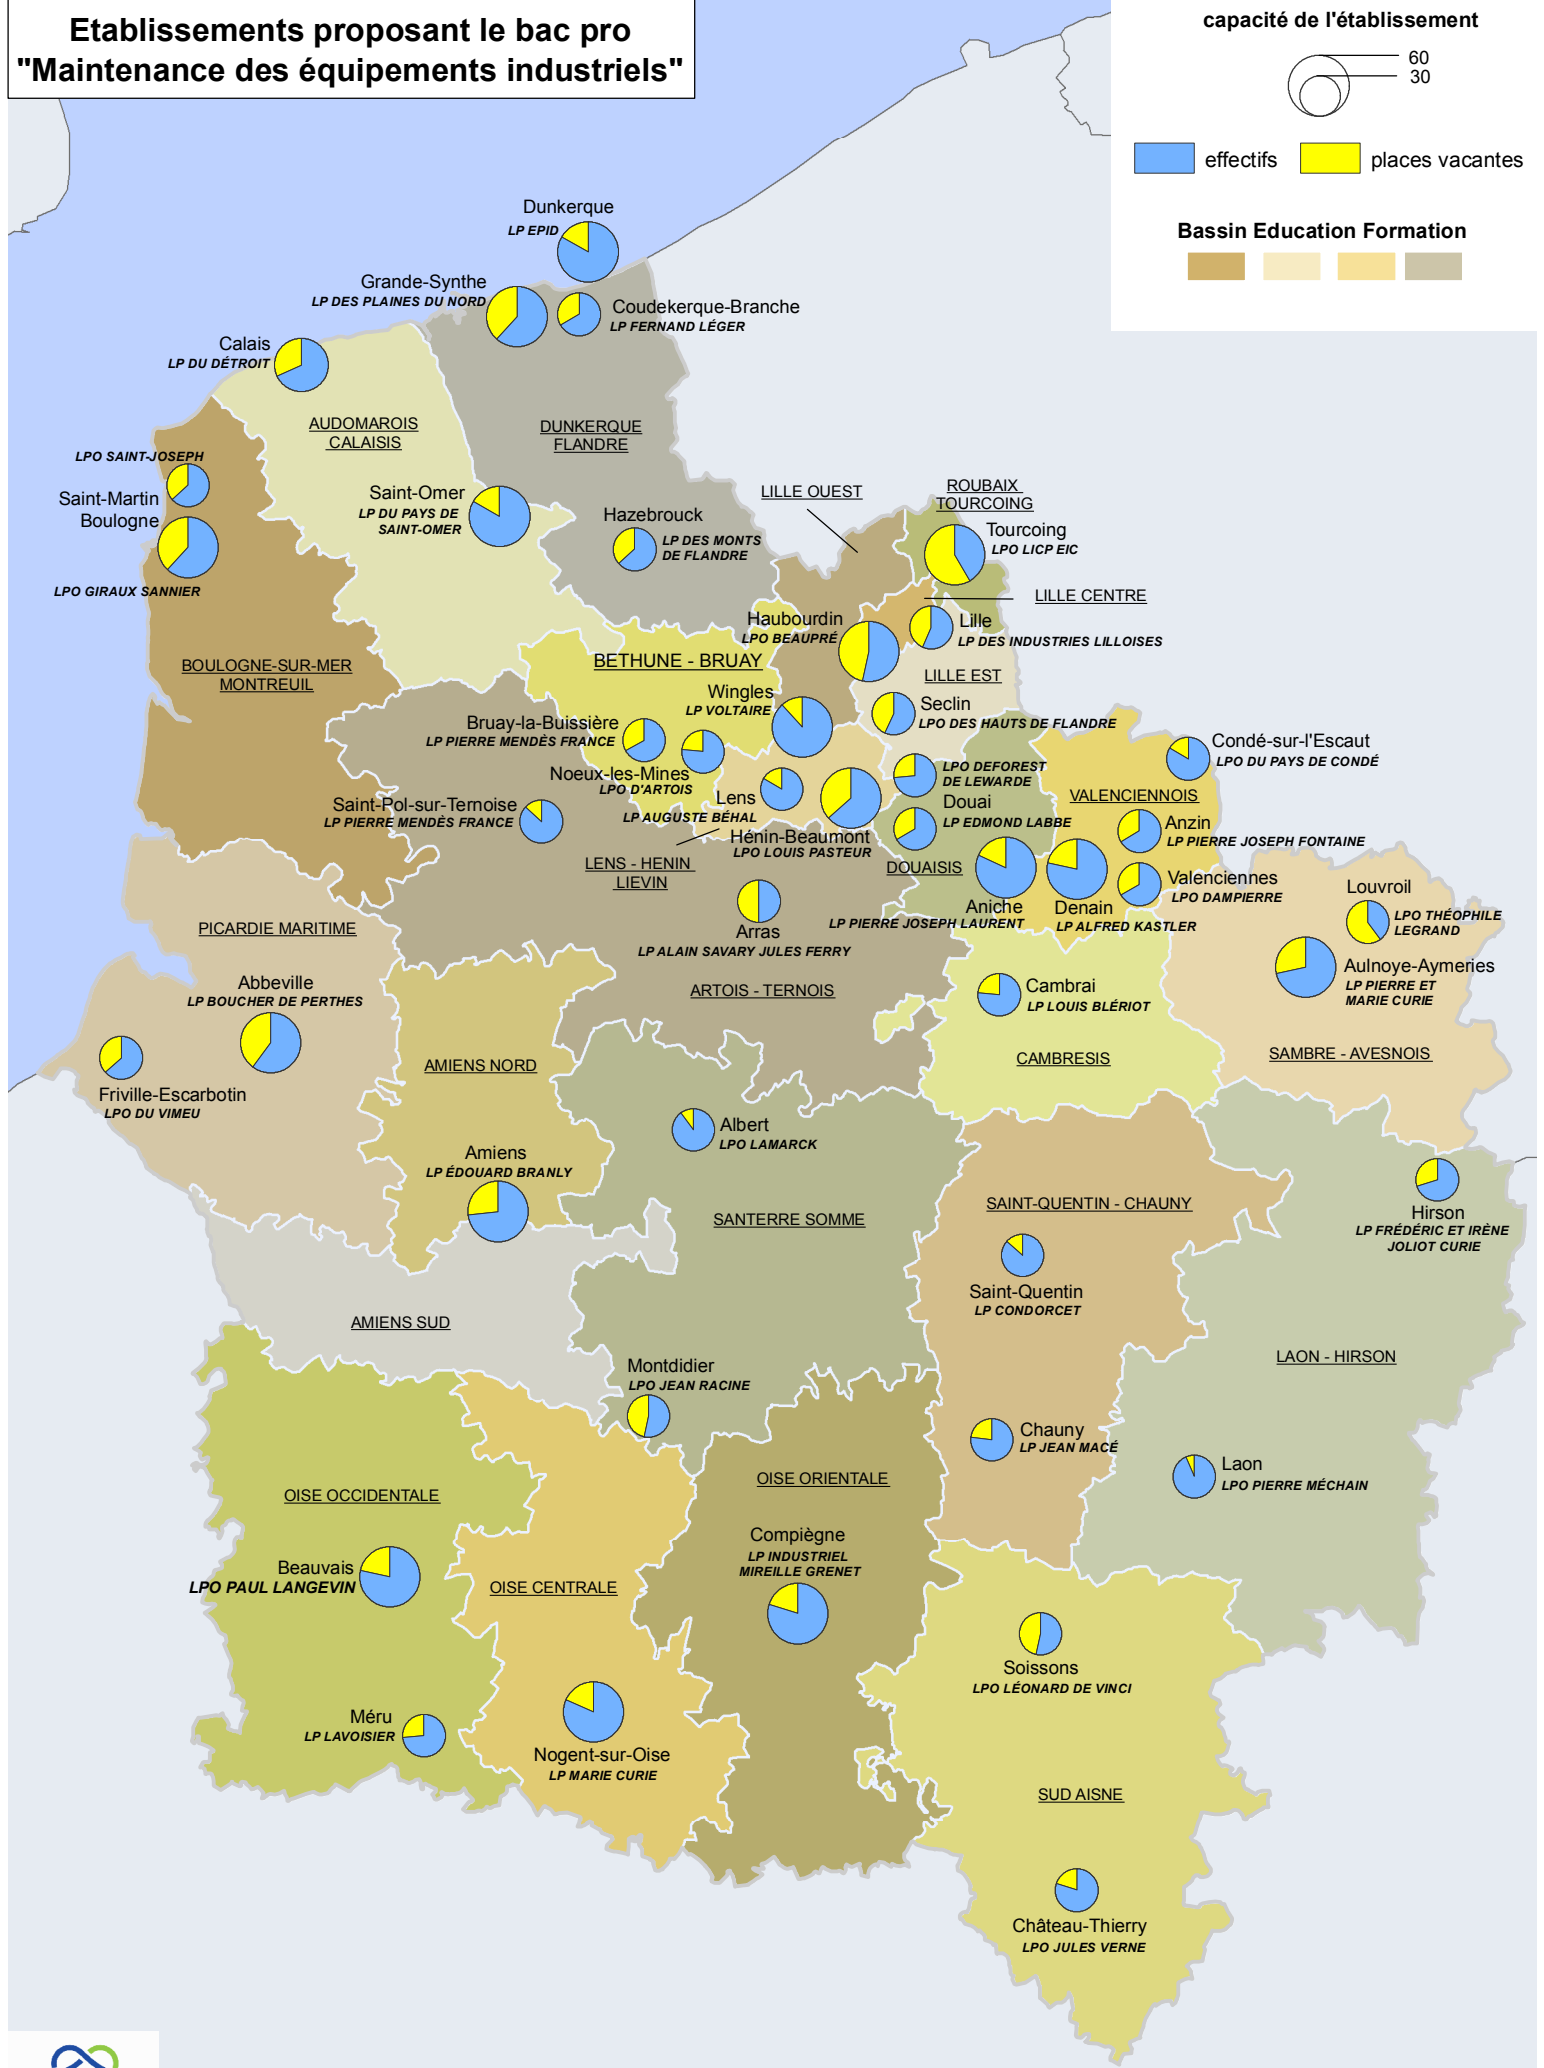 Etablissements proposant le bac pro
"Maintenance des équipements industriels"
capacité de l'établissement
60
30
effectifs
places vacantes
Bassin Education Formation
Dunkerque
LP EPID
Grande-Synthe
LP DES PLAINES DU NORD
Coudekerque-Branche
LP FERNAND LÉGER
Calais
LP DU DÉTROIT
AUDOMAROIS
CALAISIS
DUNKERQUE
FLANDRE
LPO SAINT-JOSEPH
Saint-Martin
Boulogne
LPO GIRAUX SANNIER
Saint-Omer
LP DU PAYS DE
SAINT-OMER
Hazebrouck
LP DES MONTS
DE FLANDRE
LILLE OUEST
ROUBAIX
TOURCOING
Tourcoing
LPO LICP EIC
LILLE CENTRE
Haubourdin
LPO BEAUPRÉ
Lille
LP DES INDUSTRIES LILLOISES
BOULOGNE-SUR-MER
MONTREUIL
BETHUNE - BRUAY
LILLE EST
Wingles
LP VOLTAIRE
Seclin
LPO DES HAUTS DE FLANDRE
Bruay-la-Buissière
LP PIERRE MENDÈS FRANCE
Noeux-les-Mines
LPO D'ARTOIS
Condé-sur-l'Escaut
LPO DU PAYS DE CONDÉ
LPO DEFOREST
DE LEWARDE
Douai
LP EDMOND LABBE
VALENCIENNOIS
Lens
LP AUGUSTE BÉHAL
Saint-Pol-sur-Ternoise
LP PIERRE MENDÈS FRANCE
Anzin
LP PIERRE JOSEPH FONTAINE
Hénin-Beaumont
LPO LOUIS PASTEUR
LENS - HENIN
LIEVIN
DOUAISIS
Valenciennes
LPO DAMPIERRE
Louvroil
LPO THÉOPHILE
LEGRAND
Aniche
LP PIERRE JOSEPH LAURENT
Denain
LP ALFRED KASTLER
PICARDIE MARITIME
Arras
LP ALAIN SAVARY JULES FERRY
Aulnoye-Aymeries
LP PIERRE ET
MARIE CURIE
Abbeville
LP BOUCHER DE PERTHES
ARTOIS - TERNOIS
Cambrai
LP LOUIS BLÉRIOT
CAMBRESIS
SAMBRE - AVESNOIS
AMIENS NORD
Friville-Escarbotin
LPO DU VIMEU
Albert
LPO LAMARCK
Amiens
LP ÉDOUARD BRANLY
SANTERRE SOMME
SAINT-QUENTIN - CHAUNY
Hirson
LP FRÉDÉRIC ET IRÈNE
JOLIOT CURIE
Saint-Quentin
LP CONDORCET
AMIENS SUD
LAON - HIRSON
Montdidier
LPO JEAN RACINE
Chauny
LP JEAN MACÉ
Laon
LPO PIERRE MÉCHAIN
OISE OCCIDENTALE
OISE ORIENTALE
Compiègne
LP INDUSTRIEL
MIREILLE GRENET
Beauvais
LPO PAUL LANGEVIN
OISE CENTRALE
Soissons
LPO LÉONARD DE VINCI
Méru
LP LAVOISIER
Nogent-sur-Oise
LP MARIE CURIE
SUD AISNE
Château-Thierry
LPO JULES VERNE